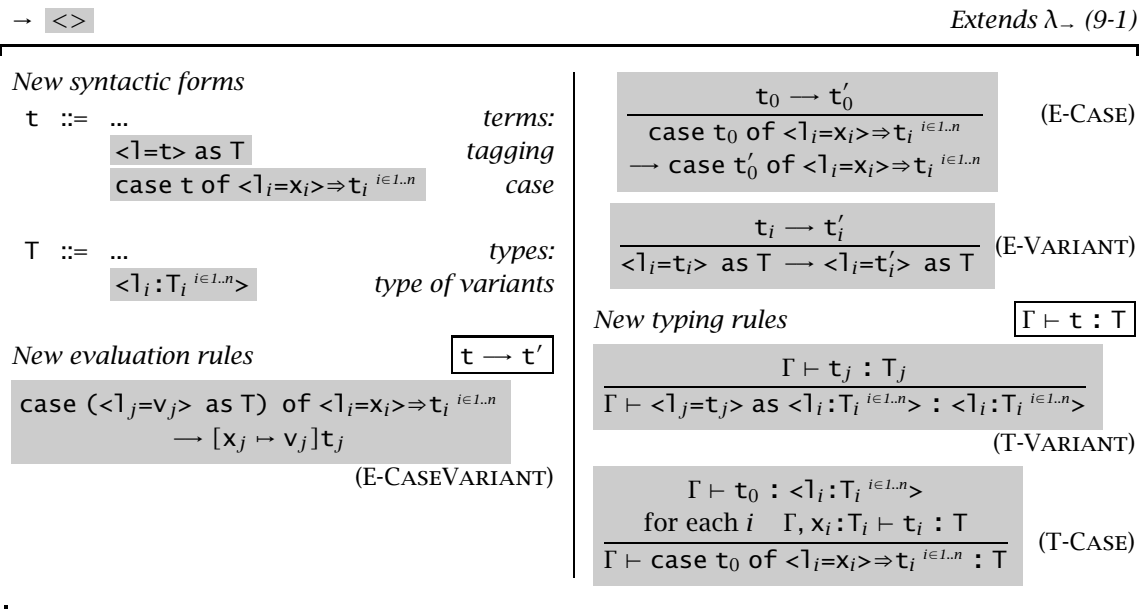 → <> Extends λ→ (9-1)
New syntactic forms
t ::= ... terms:
<l=t> as T tagging
case t of <lᵢ=xᵢ>⇒tᵢ ⁱ∈¹··ⁿ case
T ::= ... types:
<lᵢ:Tᵢ ⁱ∈¹··ⁿ> type of variants
New evaluation rules t → t′
case (<lⱼ=vⱼ> as T) of <lᵢ=xᵢ>⇒tᵢ ⁱ∈¹··ⁿ
→ [xⱼ ↦ vⱼ]tⱼ
(E-CASEVARIANT)
t₀ → t₀′
(E-CASE)
case t₀ of <lᵢ=xᵢ>⇒tᵢ ⁱ∈¹··ⁿ
→ case t₀′ of <lᵢ=xᵢ>⇒tᵢ ⁱ∈¹··ⁿ
tᵢ → tᵢ′
(E-VARIANT)
<lᵢ=tᵢ> as T → <lᵢ=tᵢ′> as T
New typing rules Γ ⊢ t : T
Γ ⊢ tⱼ : Tⱼ
Γ ⊢ <lⱼ=tⱼ> as <lᵢ:Tᵢ ⁱ∈¹··ⁿ> : <lᵢ:Tᵢ ⁱ∈¹··ⁿ>
(T-VARIANT)
Γ ⊢ t₀ : <lᵢ:Tᵢ ⁱ∈¹··ⁿ>
for each i Γ, xᵢ:Tᵢ ⊢ tᵢ : T
(T-CASE)
Γ ⊢ case t₀ of <lᵢ=xᵢ>⇒tᵢ ⁱ∈¹··ⁿ : T